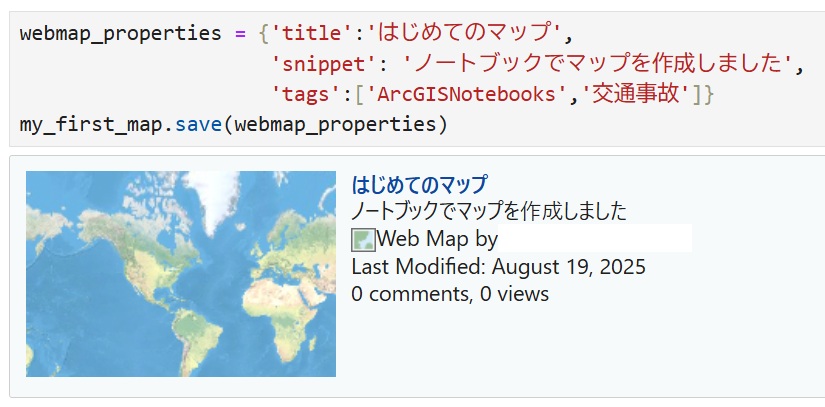 webmap_properties = {'title':'はじめてのマップ',
'snippet': 'ノートブックでマップを作成しました',
'tags':['ArcGISNotebooks','交通事故']}
my_first_map.save(webmap_properties)
はじめてのマップ
ノートブックでマップを作成しました
Web Map by
Last Modified: August 19, 2025
0 comments, 0 views